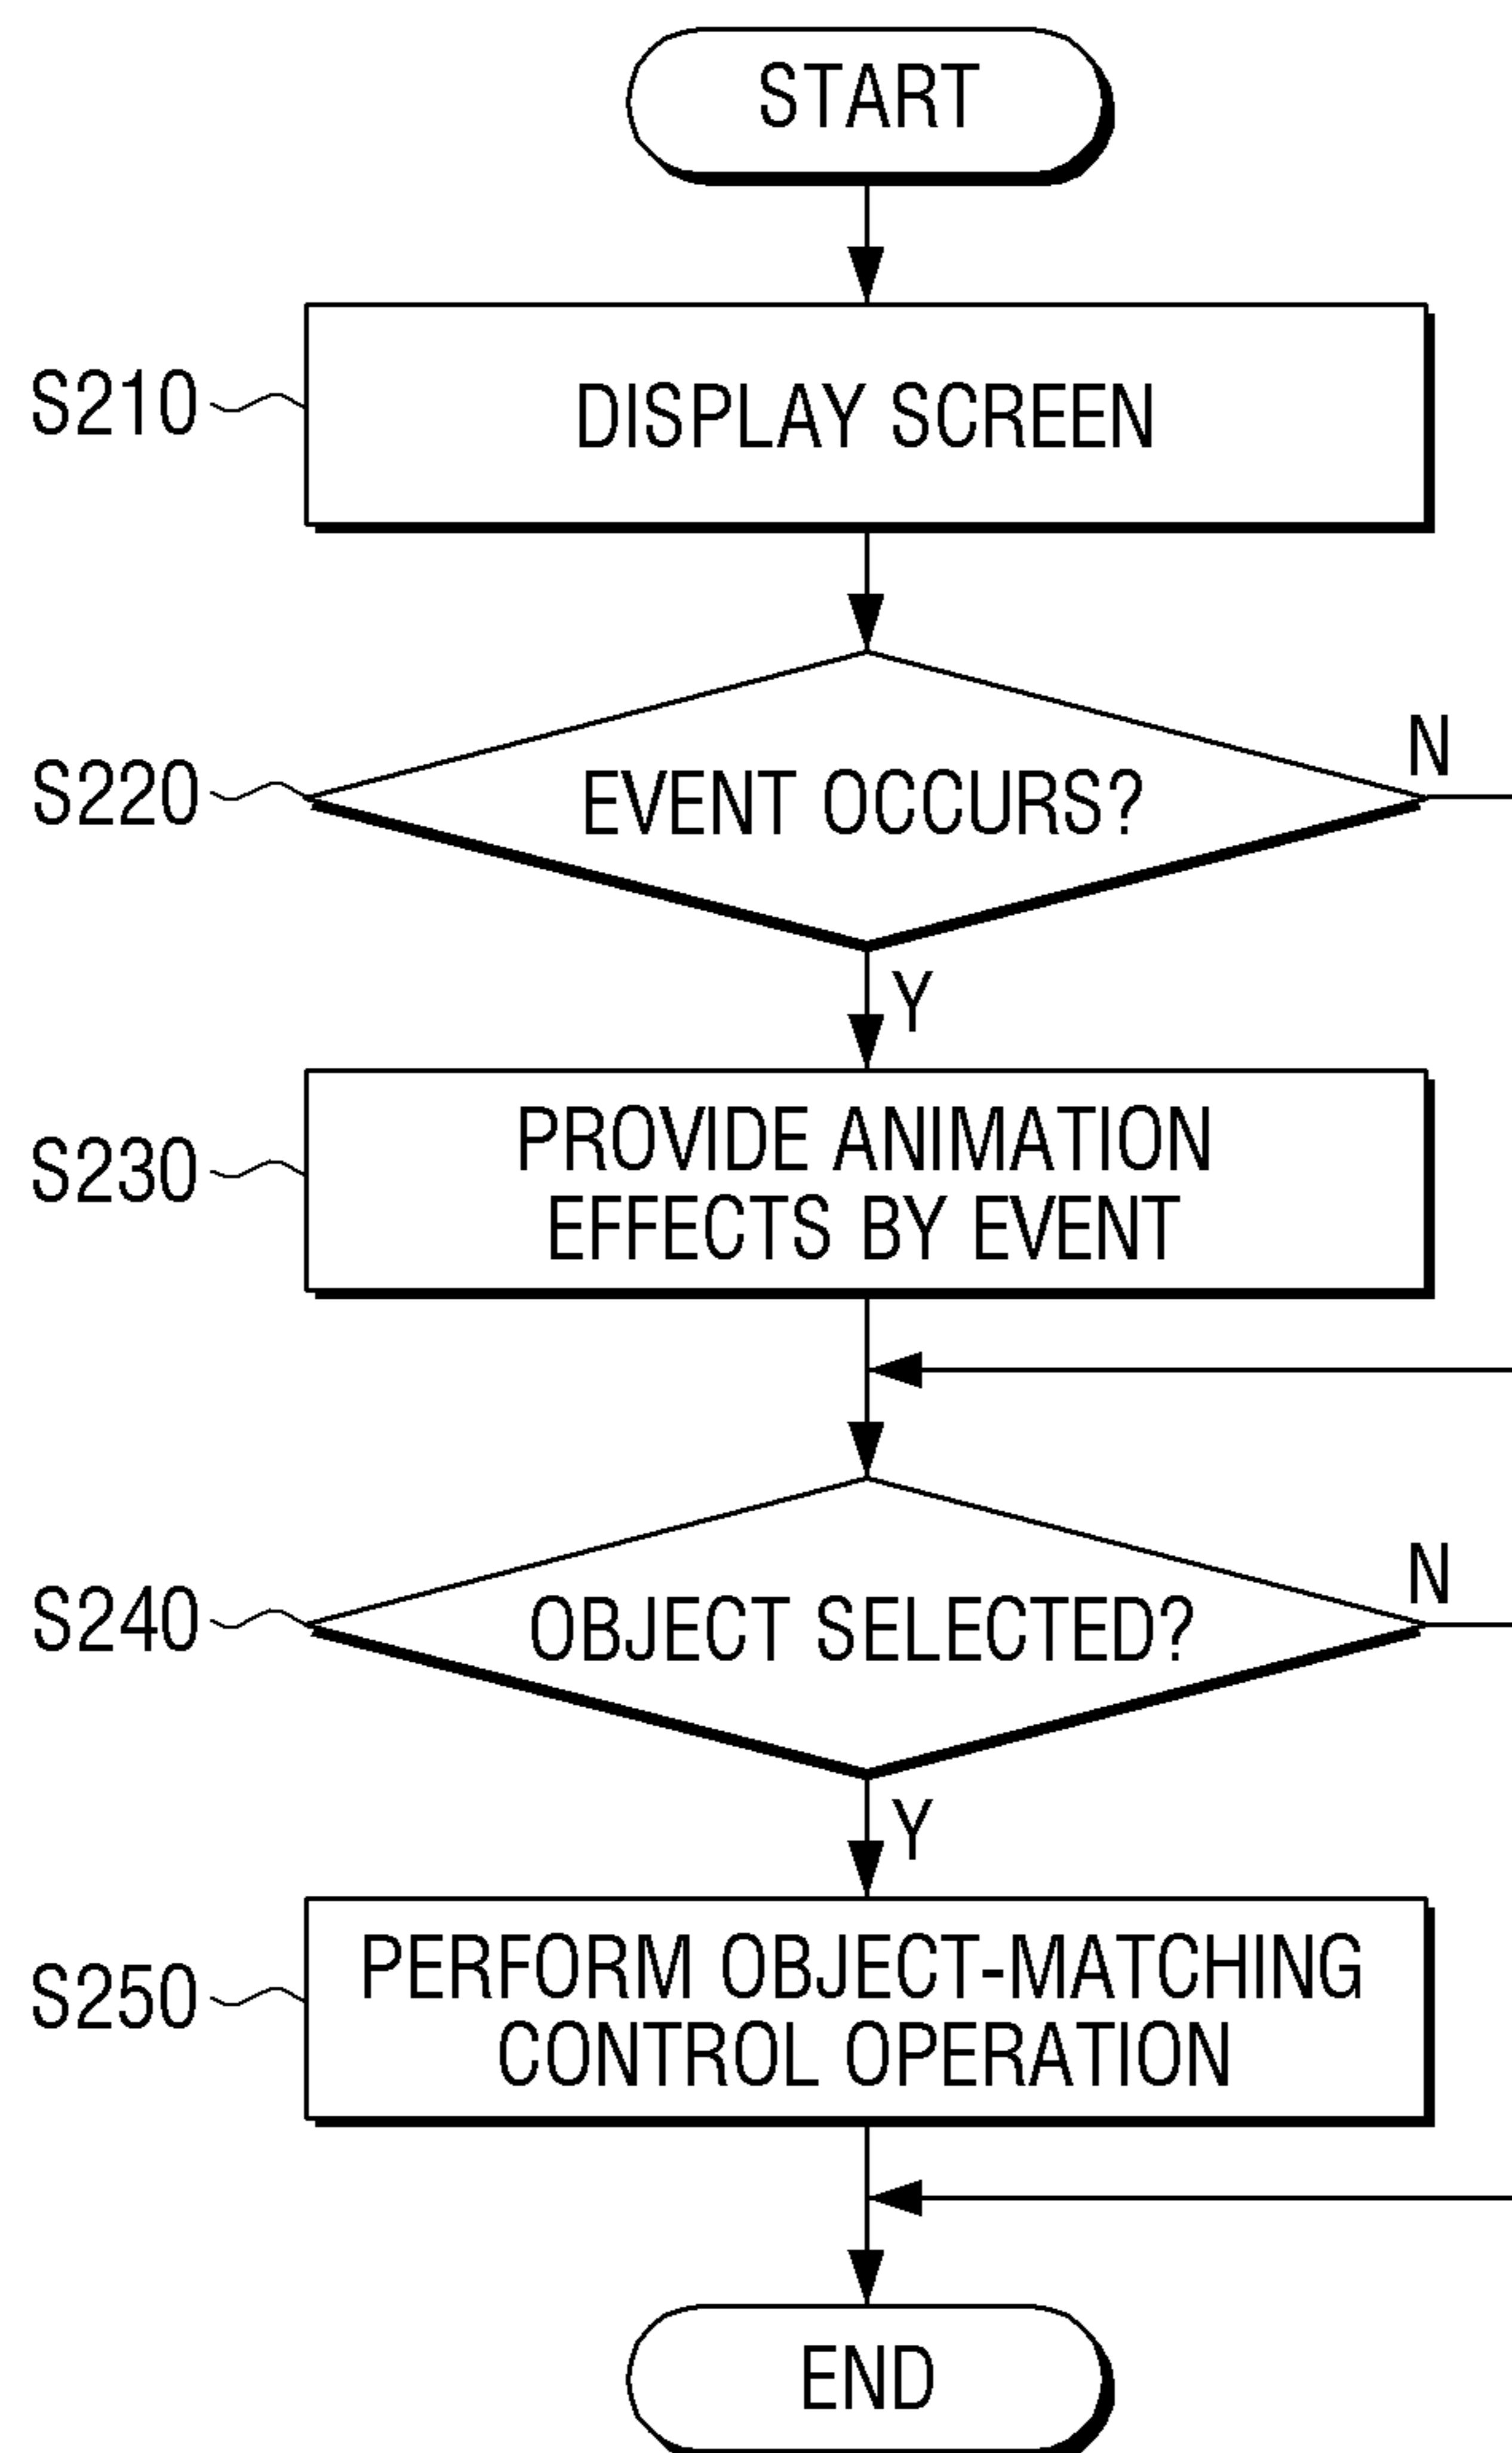 START
S210
DISPLAY SCREEN
S220
EVENT OCCURS?
N
Y
S230
PROVIDE ANIMATION
EFFECTS BY EVENT
S240
OBJECT SELECTED?
N
Y
S250
PERFORM OBJECT-MATCHING
CONTROL OPERATION
END